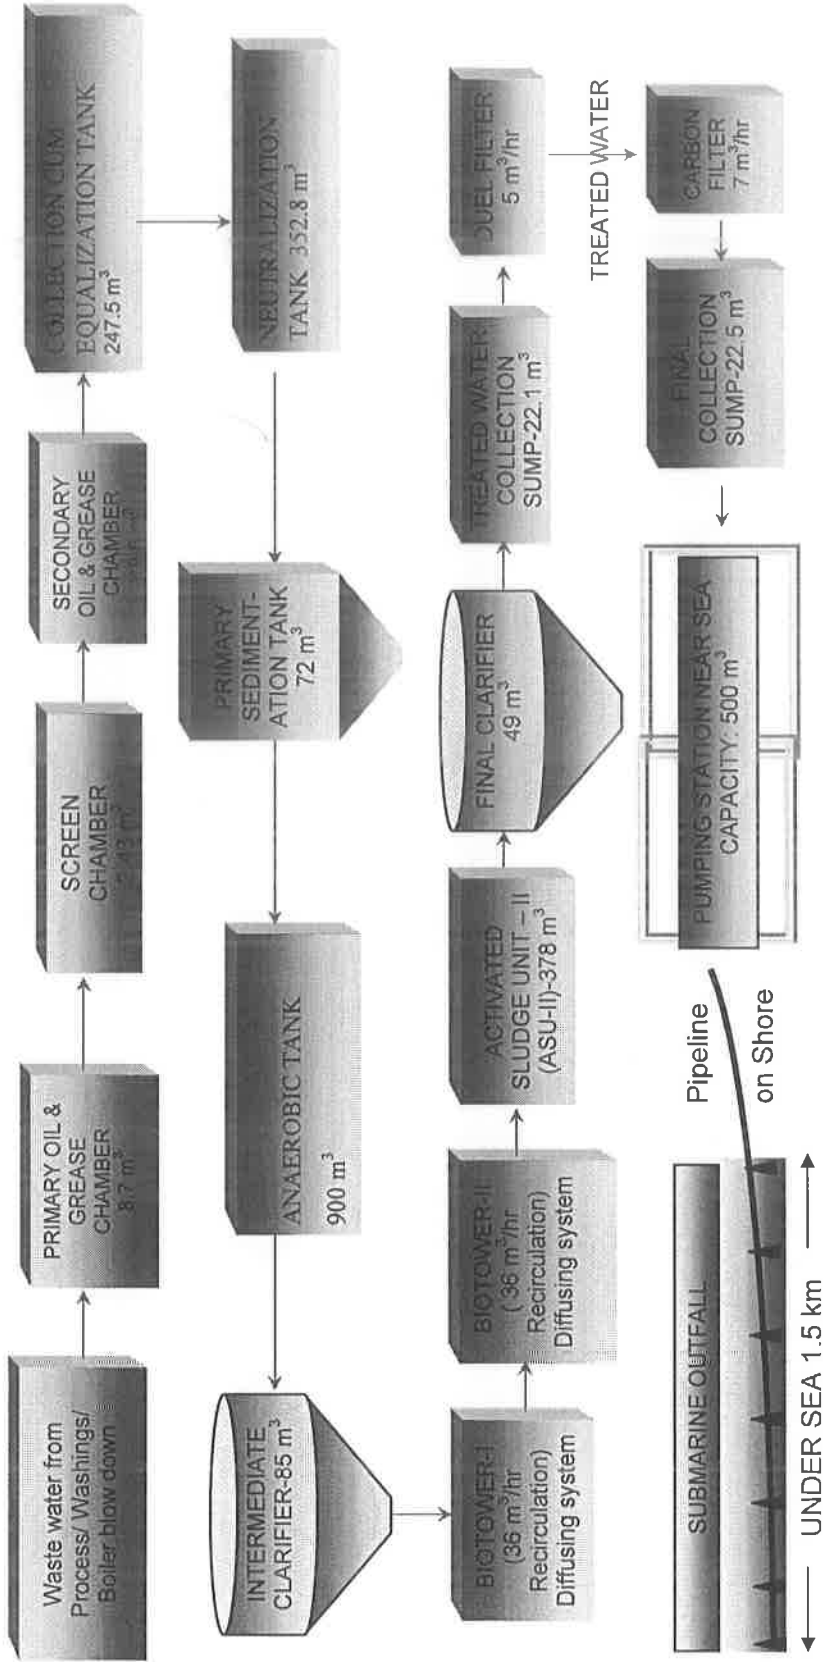 Waste water from
Process/ Washings/
Boiler blow down
PRIMARY OIL &
GREASE
CHAMBER
8.7 m³
SCREEN
CHAMBER
2.43 m³
SECONDARY
OIL & GREASE
CHAMBER
COLLECTION CUM
EQUALIZATION TANK
247.5 m³
NEUTRALIZATION
TANK 352.8 m³
PRIMARY
SEDIMENT-
ATION TANK
72 m³
ANAEROBIC TANK
900 m³
INTERMEDIATE
CLARIFIER-85 m³
BIOTOWER-I
(36 m³/hr
Recirculation)
Diffusing system
BIOTOWER-II
( 36 m³/hr
Recirculation)
Diffusing system
ACTIVATED
SLUDGE UNIT – II
(ASU-II)-378 m³
FINAL CLARIFIER
49 m³
TREATED WATER
COLLECTION
SUMP-22.1 m³
DUEL FILTER
5 m³/hr
TREATED WATER
CARBON
FILTER
7 m³/hr
FINAL
COLLECTION
SUMP-22.5 m³
PUMPING STATION NEAR SEA
CAPACITY: 500 m³
Pipeline
on Shore
SUBMARINE OUTFALL
UNDER SEA 1.5 km